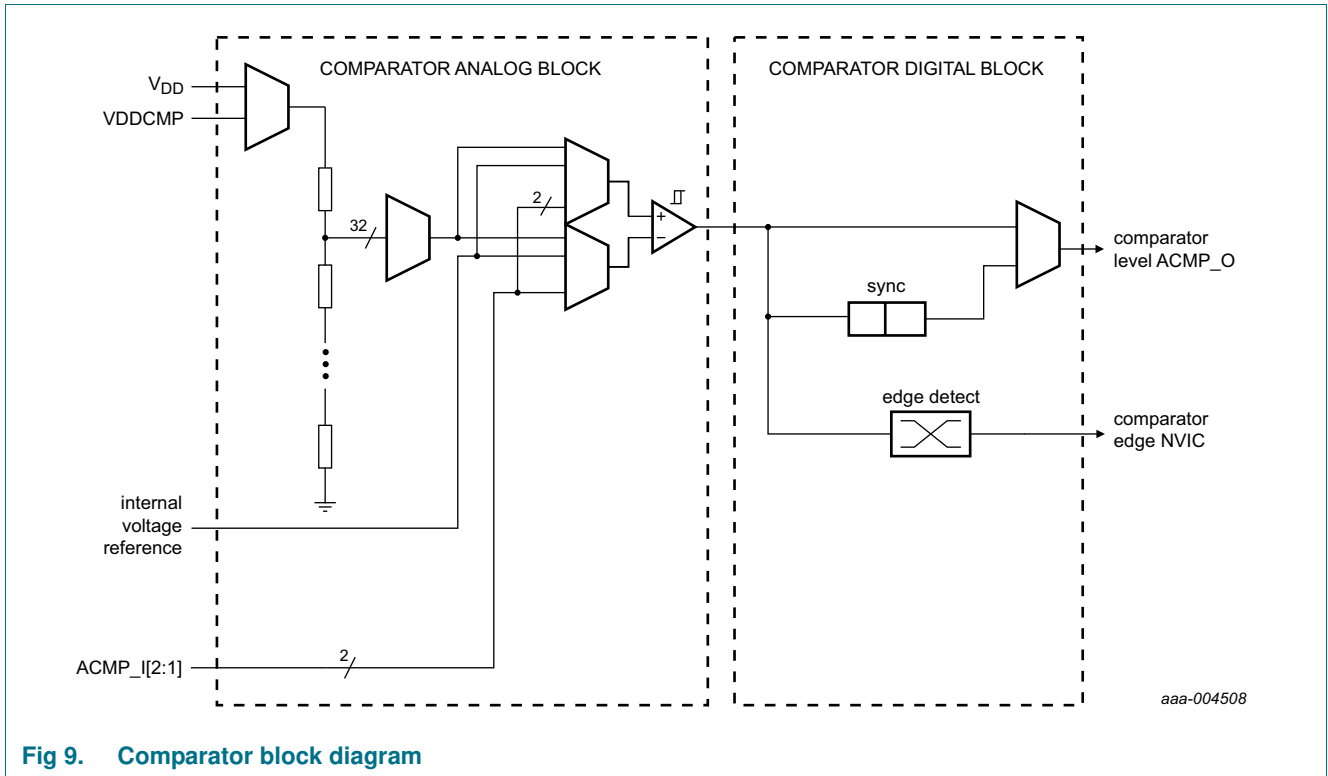 COMPARATOR ANALOG BLOCK
COMPARATOR DIGITAL BLOCK
VDD
VDDCMP
32
2
+
−
sync
edge detect
comparator
level ACMP_O
comparator
edge NVIC
internal
voltage
reference
ACMP_I[2:1]
2
aaa-004508
Fig 9. Comparator block diagram